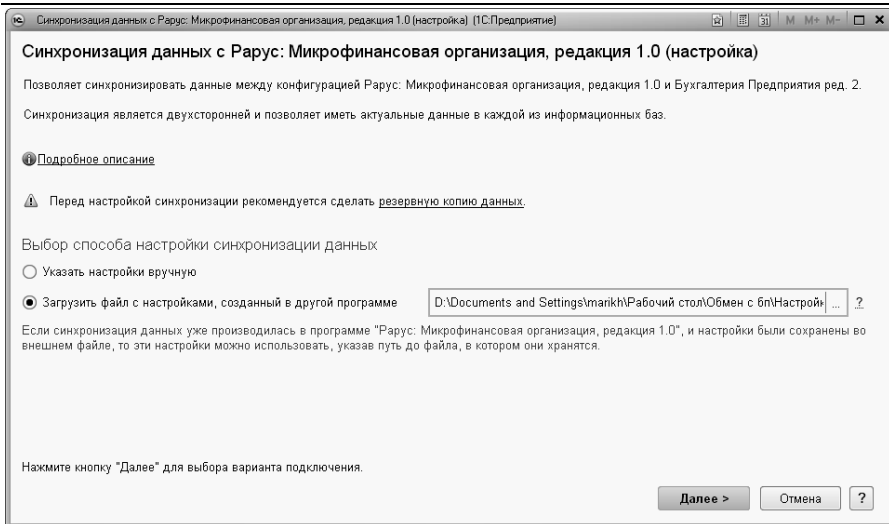 Синхронизация данных с Рарус: Микрофинансовая организация, редакция 1.0 (настройка) (1С:Предприятие)
M M+ M-
Синхронизация данных с Рарус: Микрофинансовая организация, редакция 1.0 (настройка)
Позволяет синхронизировать данные между конфигурацией Рарус: Микрофинансовая организация, редакция 1.0 и Бухгалтерия Предприятия ред. 2.
Синхронизация является двухсторонней и позволяет иметь актуальные данные в каждой из информационных баз.
Подробное описание
Перед настройкой синхронизации рекомендуется сделать резервную копию данных.
Выбор способа настройки синхронизации данных
Указать настройки вручную
Загрузить файл с настройками, созданный в другой программе D:\Documents and Settings\marikh\Рабочий стол\Обмен с бп\Настройк ... ?
Если синхронизация данных уже производилась в программе "Рарус: Микрофинансовая организация, редакция 1.0", и настройки были сохранены во
внешнем файле, то эти настройки можно использовать, указав путь до файла, в котором они хранятся.
Нажмите кнопку "Далее" для выбора варианта подключения.
Далее > Отмена ?